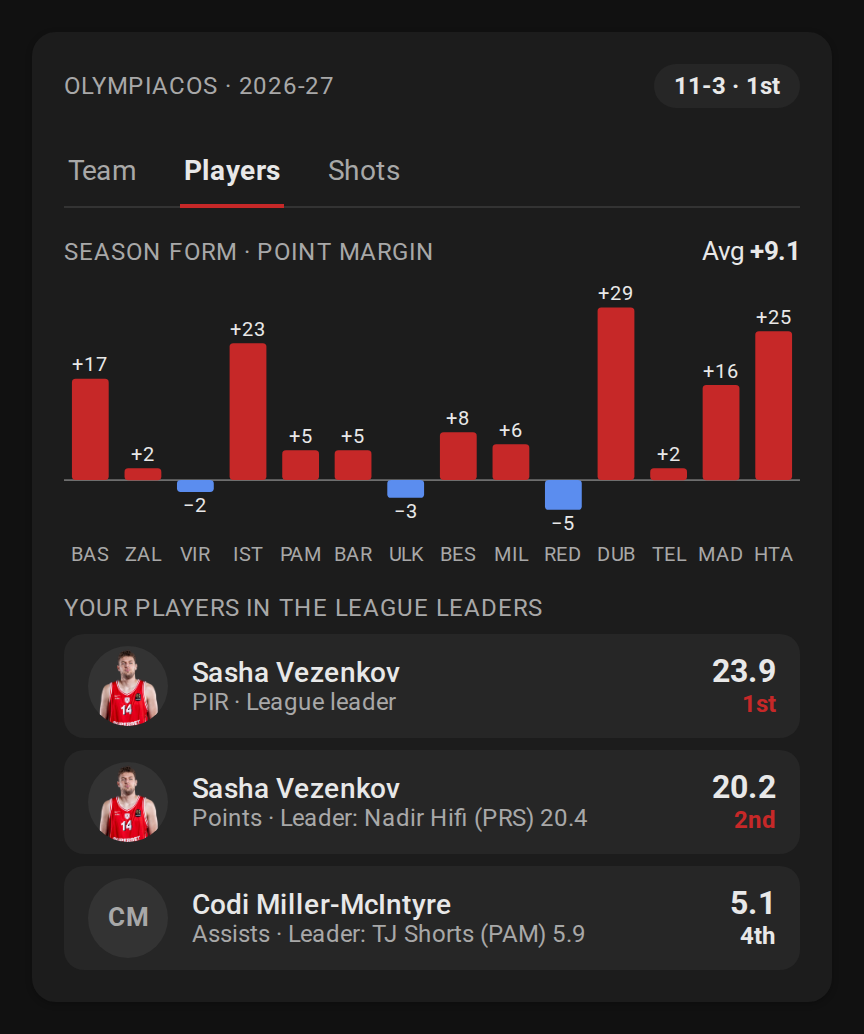 OLYMPIACOS · 2026-27
11-3 · 1st
Team Players Shots
SEASON FORM · POINT MARGIN
Avg +9.1
+17 +2 −2 +23 +5 +5 −3 +8 +6 −5 +29 +2 +16 +25
BAS ZAL VIR IST PAM BAR ULK BES MIL RED DUB TEL MAD HTA
YOUR PLAYERS IN THE LEAGUE LEADERS
Sasha Vezenkov
23.9
PIR · League leader
1st
14
Sasha Vezenkov
20.2
Points · Leader: Nadir Hifi (PRS) 20.4
2nd
14
CM
Codi Miller-McIntyre
5.1
Assists · Leader: TJ Shorts (PAM) 5.9
4th